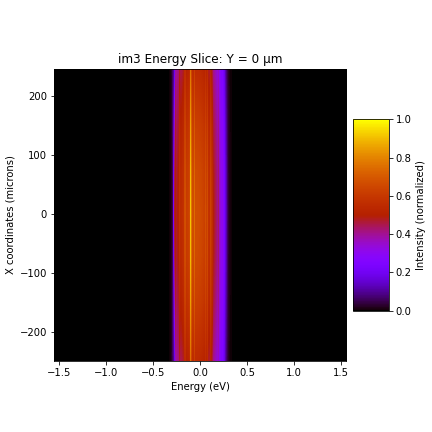 im3 Energy Slice: Y = 0 μm
X coordinates (microns)
200
100
0
−100
−200
−1.5 −1.0 −0.5 0.0 0.5 1.0 1.5
Energy (eV)
1.0
0.8
0.6
0.4
0.2
0.0
Intensity (normalized)